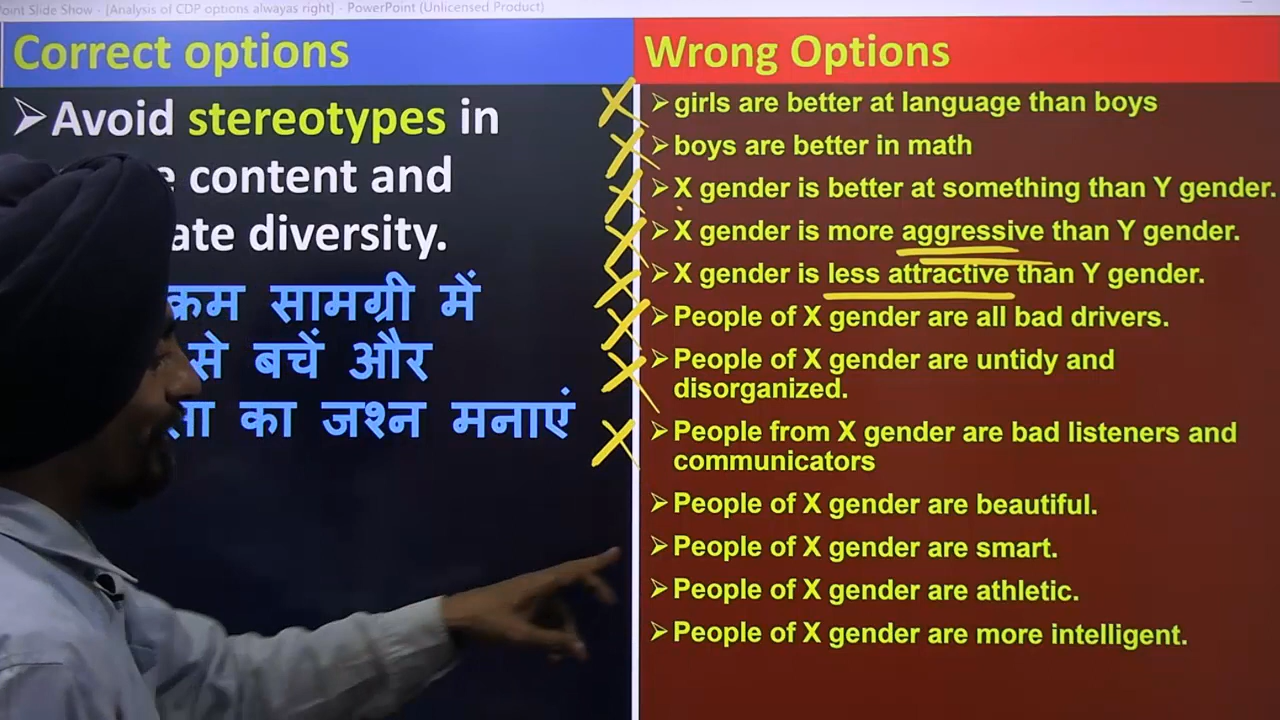 oint Slide Show - [Analysis of CDP options alwayas right] - PowerPoint (Unlicensed Product)
Correct options
➢Avoid stereotypes in
content and
diversity.
सामग्री में
से बचें और
का जश्न मनाएं
Wrong Options
➢girls are better at language than boys
➢boys are better in math
➢X gender is better at something than Y gender.
➢X gender is more aggressive than Y gender.
➢X gender is less attractive than Y gender.
➢People of X gender are all bad drivers.
➢People of X gender are untidy and
disorganized.
➢People from X gender are bad listeners and
communicators
➢People of X gender are beautiful.
➢People of X gender are smart.
➢People of X gender are athletic.
➢People of X gender are more intelligent.